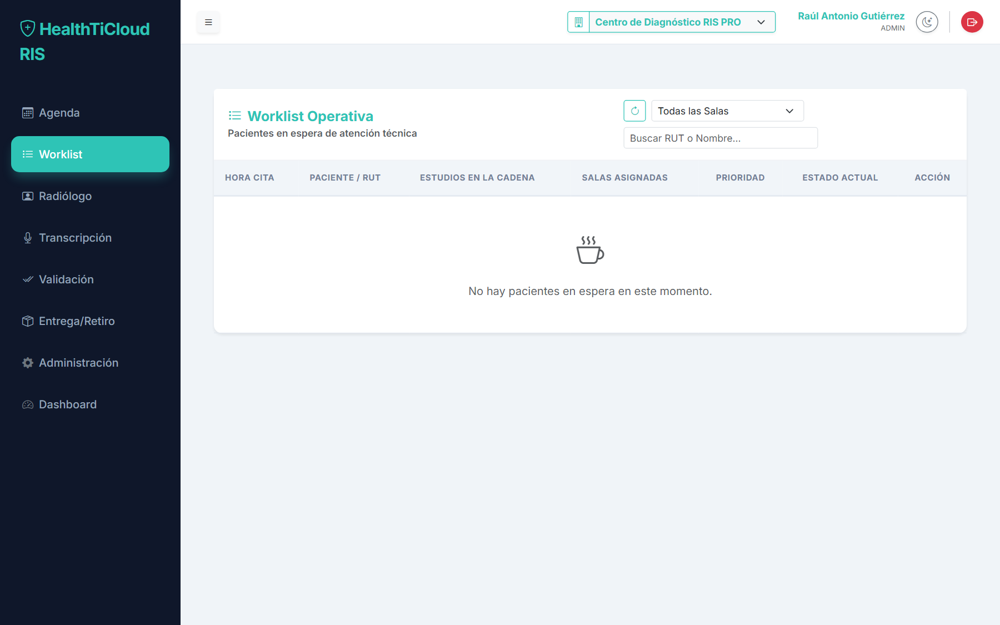 HealthTiCloud
RIS
Agenda
Worklist
Radiólogo
Transcripción
Validación
Entrega/Retiro
Administración
Dashboard
Centro de Diagnóstico RIS PRO
Raúl Antonio Gutiérrez
ADMIN
Worklist Operativa
Pacientes en espera de atención técnica
Todas las Salas
Buscar RUT o Nombre...
HORA CITA PACIENTE / RUT ESTUDIOS EN LA CADENA SALAS ASIGNADAS PRIORIDAD ESTADO ACTUAL ACCIÓN
No hay pacientes en espera en este momento.